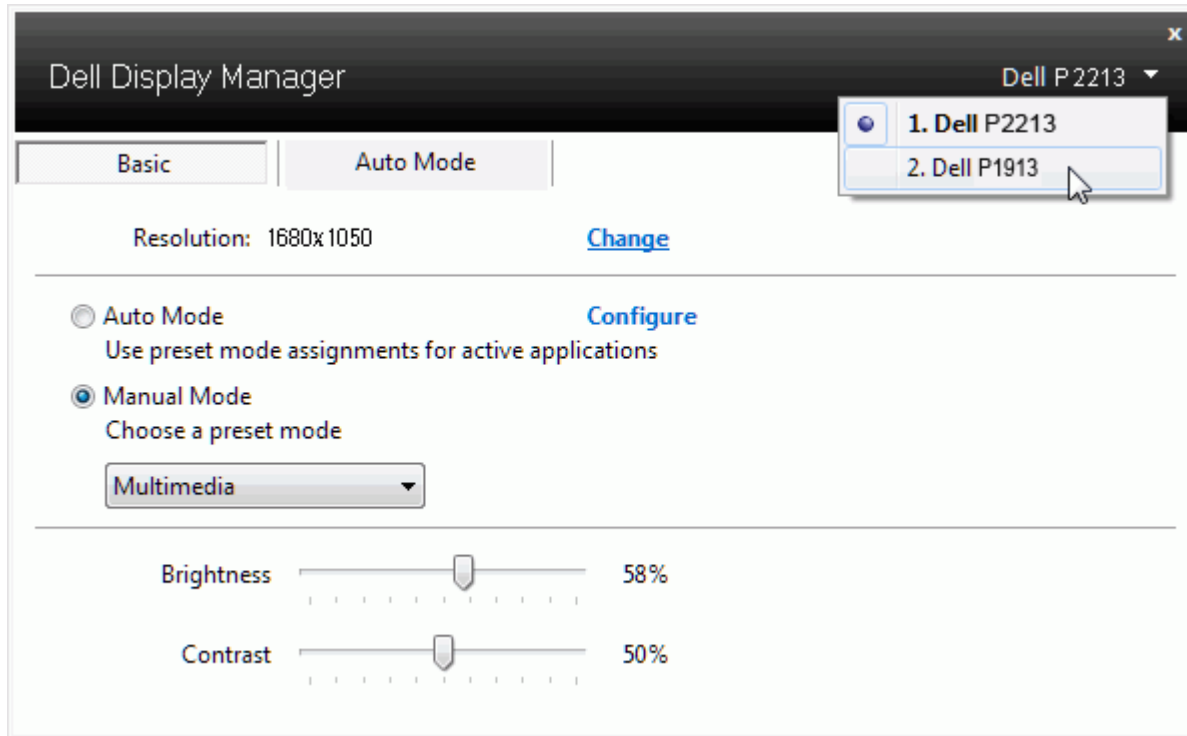 x
Dell Display Manager
Dell P2213
1. Dell P2213
2. Dell P1913
Basic
Auto Mode
Resolution: 1680x1050 Change
Auto Mode Configure
Use preset mode assignments for active applications
Manual Mode
Choose a preset mode
Multimedia
Brightness 58%
Contrast 50%